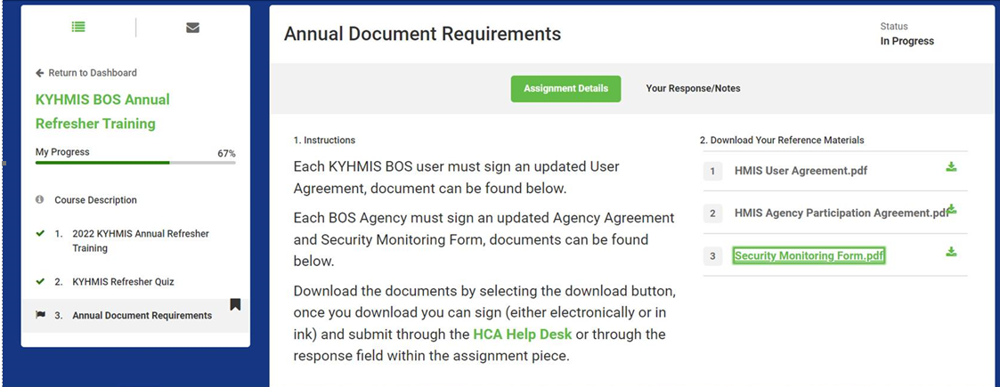 Return to Dashboard
KYHMIS BOS Annual
Refresher Training
My Progress
67%
Course Description
1. 2022 KYHMIS Annual Refresher
Training
2. KYHMIS Refresher Quiz
3. Annual Document Requirements
Annual Document Requirements
Status
In Progress
Assignment Details
Your Response/Notes
1. Instructions
Each KYHMIS BOS user must sign an updated User
Agreement, document can be found below.
Each BOS Agency must sign an updated Agency Agreement
and Security Monitoring Form, documents can be found
below.
Download the documents by selecting the download button,
once you download you can sign (either electronically or in
ink) and submit through the HCA Help Desk or through the
response field within the assignment piece.
2. Download Your Reference Materials
1 HMIS User Agreement.pdf
2 HMIS Agency Participation Agreement.pdf
3 Security Monitoring Form.pdf